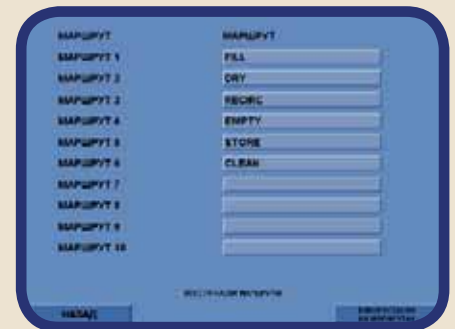 МАРШРУТ МАРШРУТ
МАРШРУТ 1 FILL
МАРШРУТ 2 DRY
МАРШРУТ 3 RECIRC
МАРШРУТ 4 EMPTY
МАРШРУТ 5 STORE
МАРШРУТ 6 CLEAN
МАРШРУТ 7
МАРШРУТ 8
МАРШРУТ 9
МАРШРУТ 10
НАЗАД